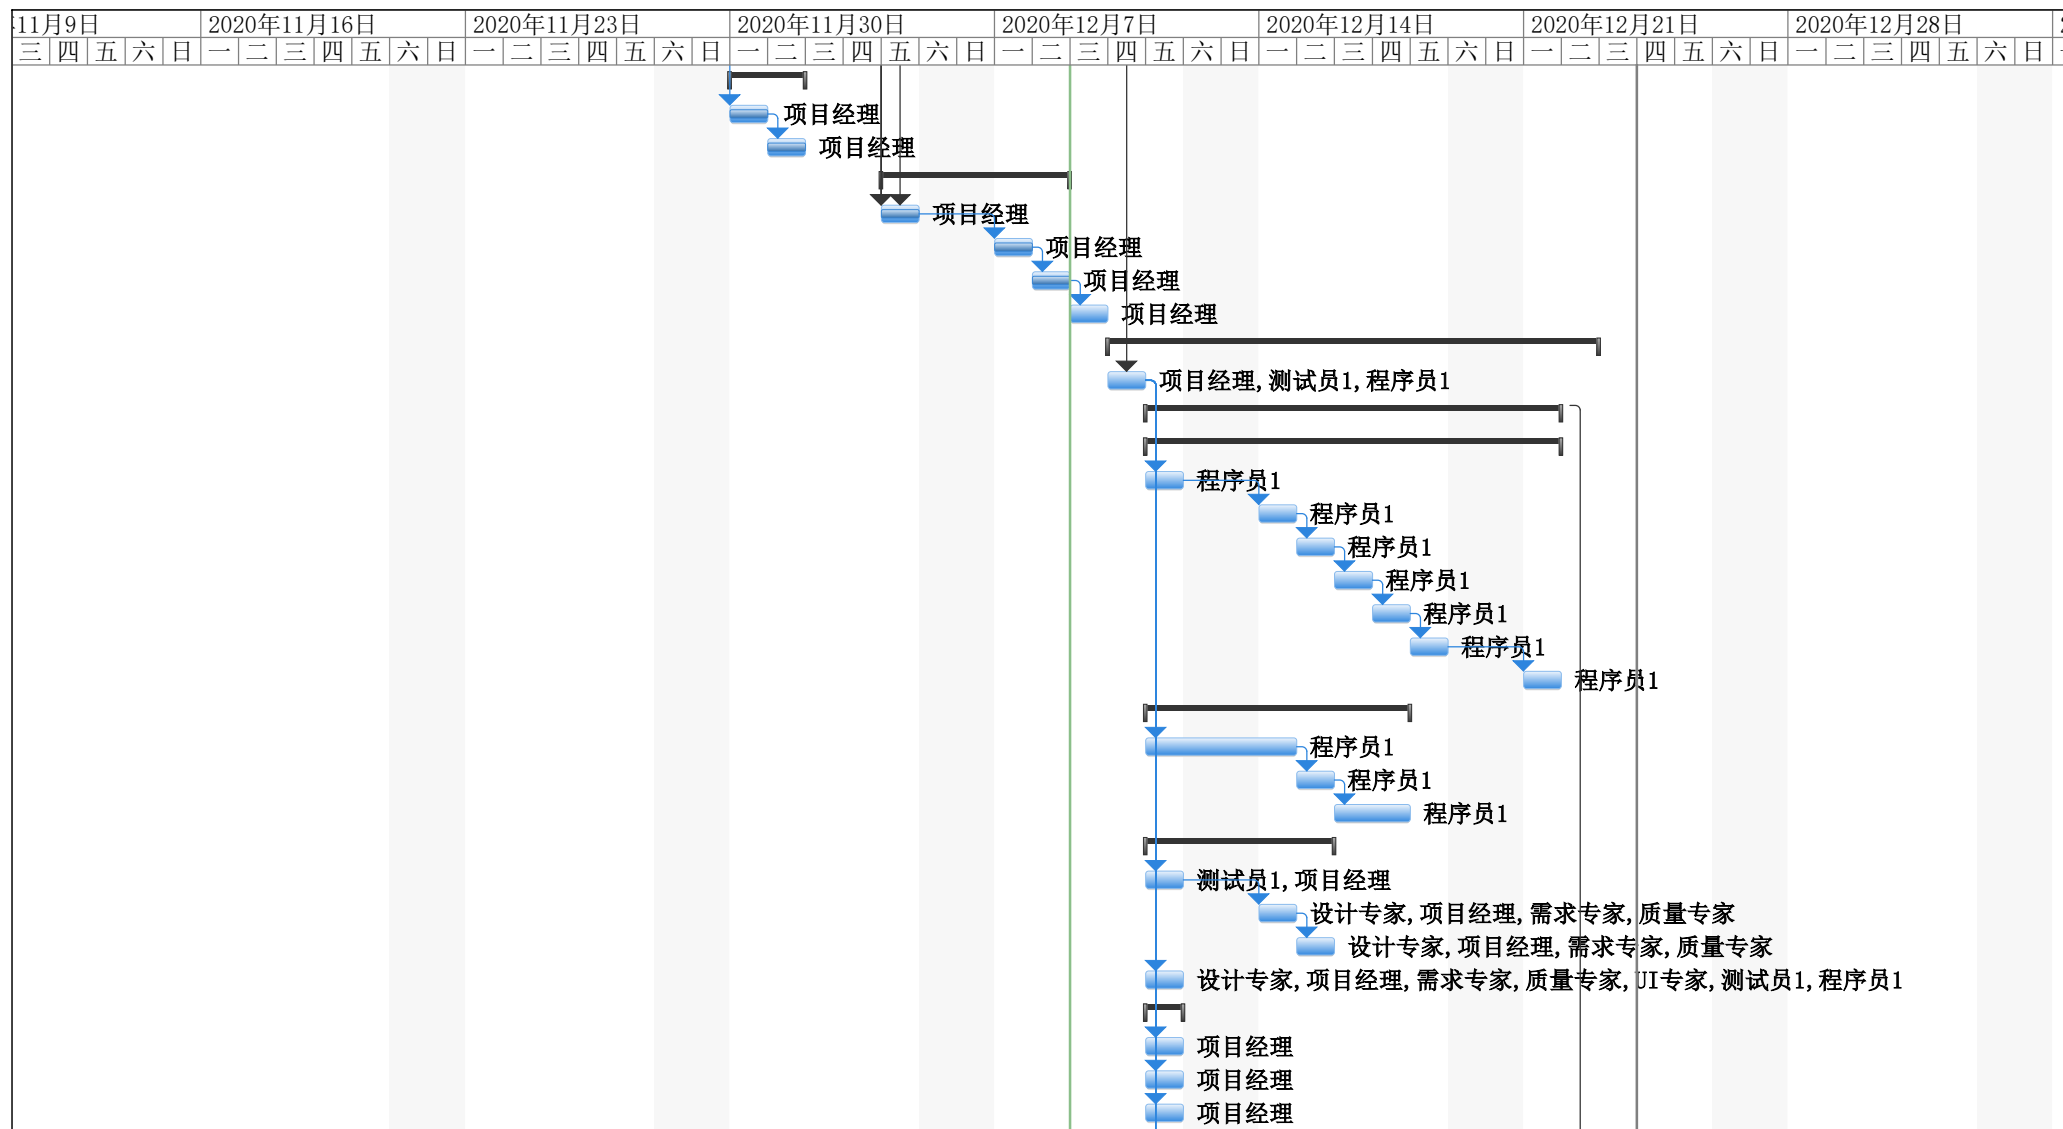 11月9日 2020年11月16日 2020年11月23日 2020年11月30日 2020年12月7日 2020年12月14日 2020年12月21日 2020年12月28日
三 四 五 六 日 一 二 三 四 五 六 日 一 二 三 四 五 六 日 一 二 三 四 五 六 日 一 二 三 四 五 六 日 一 二 三 四 五 六 日 一 二 三 四 五 六 日 一 二 三 四 五 六 日
项目经理
项目经理
项目经理
项目经理
项目经理
项目经理
项目经理,测试员1,程序员1
程序员1
程序员1
程序员1
程序员1
程序员1
程序员1
程序员1
程序员1
程序员1
程序员1
测试员1,项目经理
设计专家,项目经理,需求专家,质量专家
设计专家,项目经理,需求专家,质量专家
设计专家,项目经理,需求专家,质量专家,UI专家,测试员1,程序员1
项目经理
项目经理
项目经理